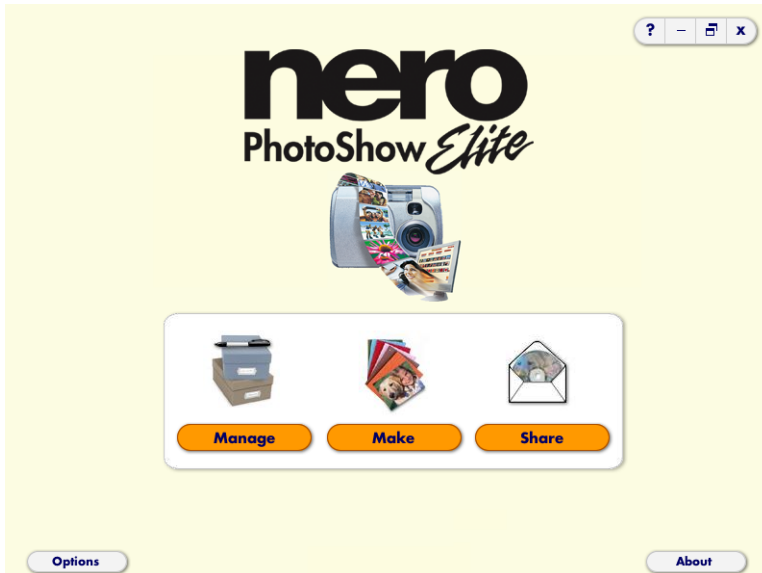 ? – x
nero
PhotoShow Elite
Manage Make Share
Options About